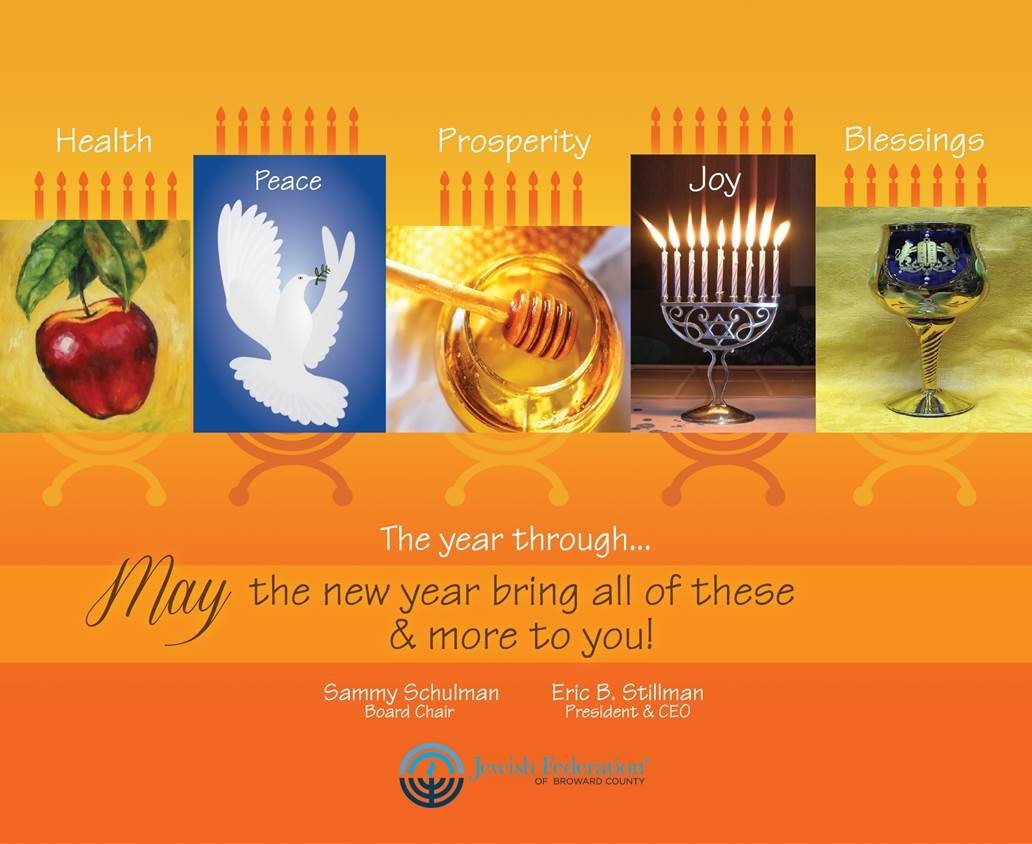 Health
Peace
Prosperity
Joy
Blessings
The year through...
May the new year bring all of these
& more to you!
Sammy Schulman
Board Chair
Eric B. Stillman
President & CEO
Jewish Federation®
OF BROWARD COUNTY